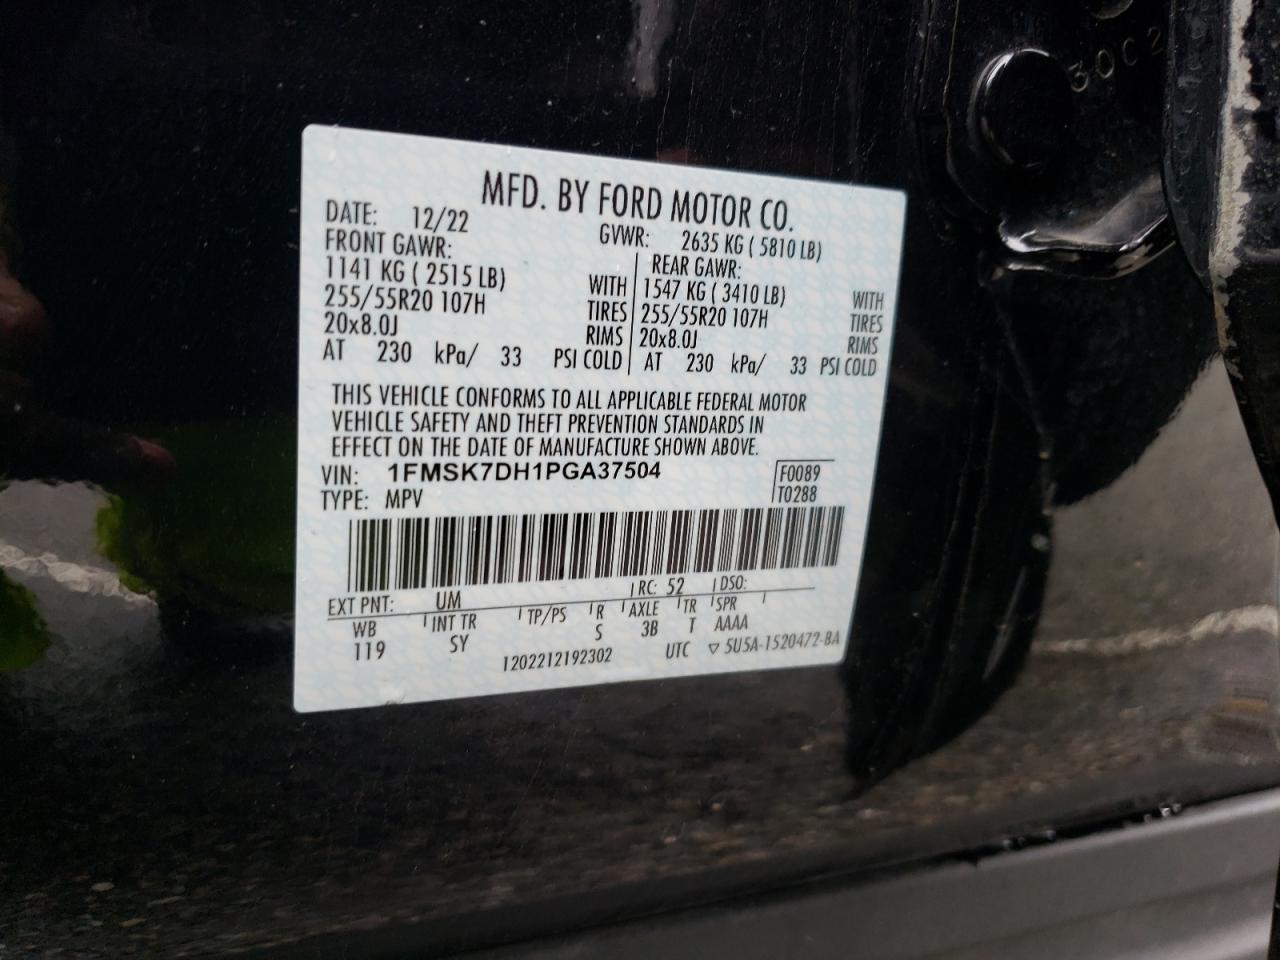 30C2
MFD. BY FORD MOTOR CO.
DATE: 12/22 GVWR: 2635 KG ( 5810 LB)
FRONT GAWR: REAR GAWR:
1141 KG ( 2515 LB) WITH 1547 KG ( 3410 LB) WITH
255/55R20 107H TIRES 255/55R20 107H TIRES
20x8.0J RIMS 20x8.0J RIMS
AT 230 kPa/ 33 PSI COLD AT 230 kPa/ 33 PSI COLD
THIS VEHICLE CONFORMS TO ALL APPLICABLE FEDERAL MOTOR
VEHICLE SAFETY AND THEFT PREVENTION STANDARDS IN
EFFECT ON THE DATE OF MANUFACTURE SHOWN ABOVE.
VIN: 1FMSK7DH1PGA37504 F0089
TYPE: MPV T0288
EXT PNT: UM RC: 52 DSO:
WB INT TR TP/PS R AXLE TR SPR
119 SY S 3B T AAAA
1202212192302 UTC ▽ 5U5A-1520472-BA